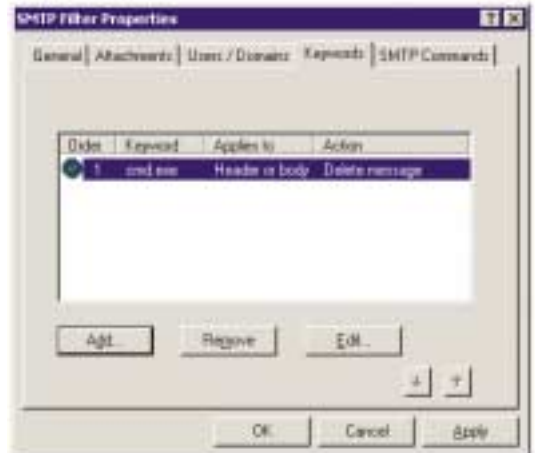 SMTP Filter Properties
General Attachments Users / Domains Keywords SMTP Commands
Order Keyword Applies to Action
1 cmd.exe Header or body Delete message
Add... Remove Edit...
OK Cancel Apply